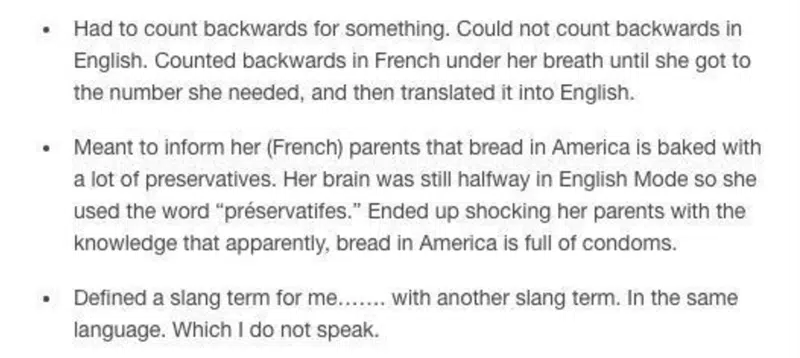 • Had to count backwards for something. Could not count backwards in
English. Counted backwards in French under her breath until she got to
the number she needed, and then translated it into English.
• Meant to inform her (French) parents that bread in America is baked with
a lot of preservatives. Her brain was still halfway in English Mode so she
used the word “préservatifes.” Ended up shocking her parents with the
knowledge that apparently, bread in America is full of condoms.
• Defined a slang term for me....... with another slang term. In the same
language. Which I do not speak.